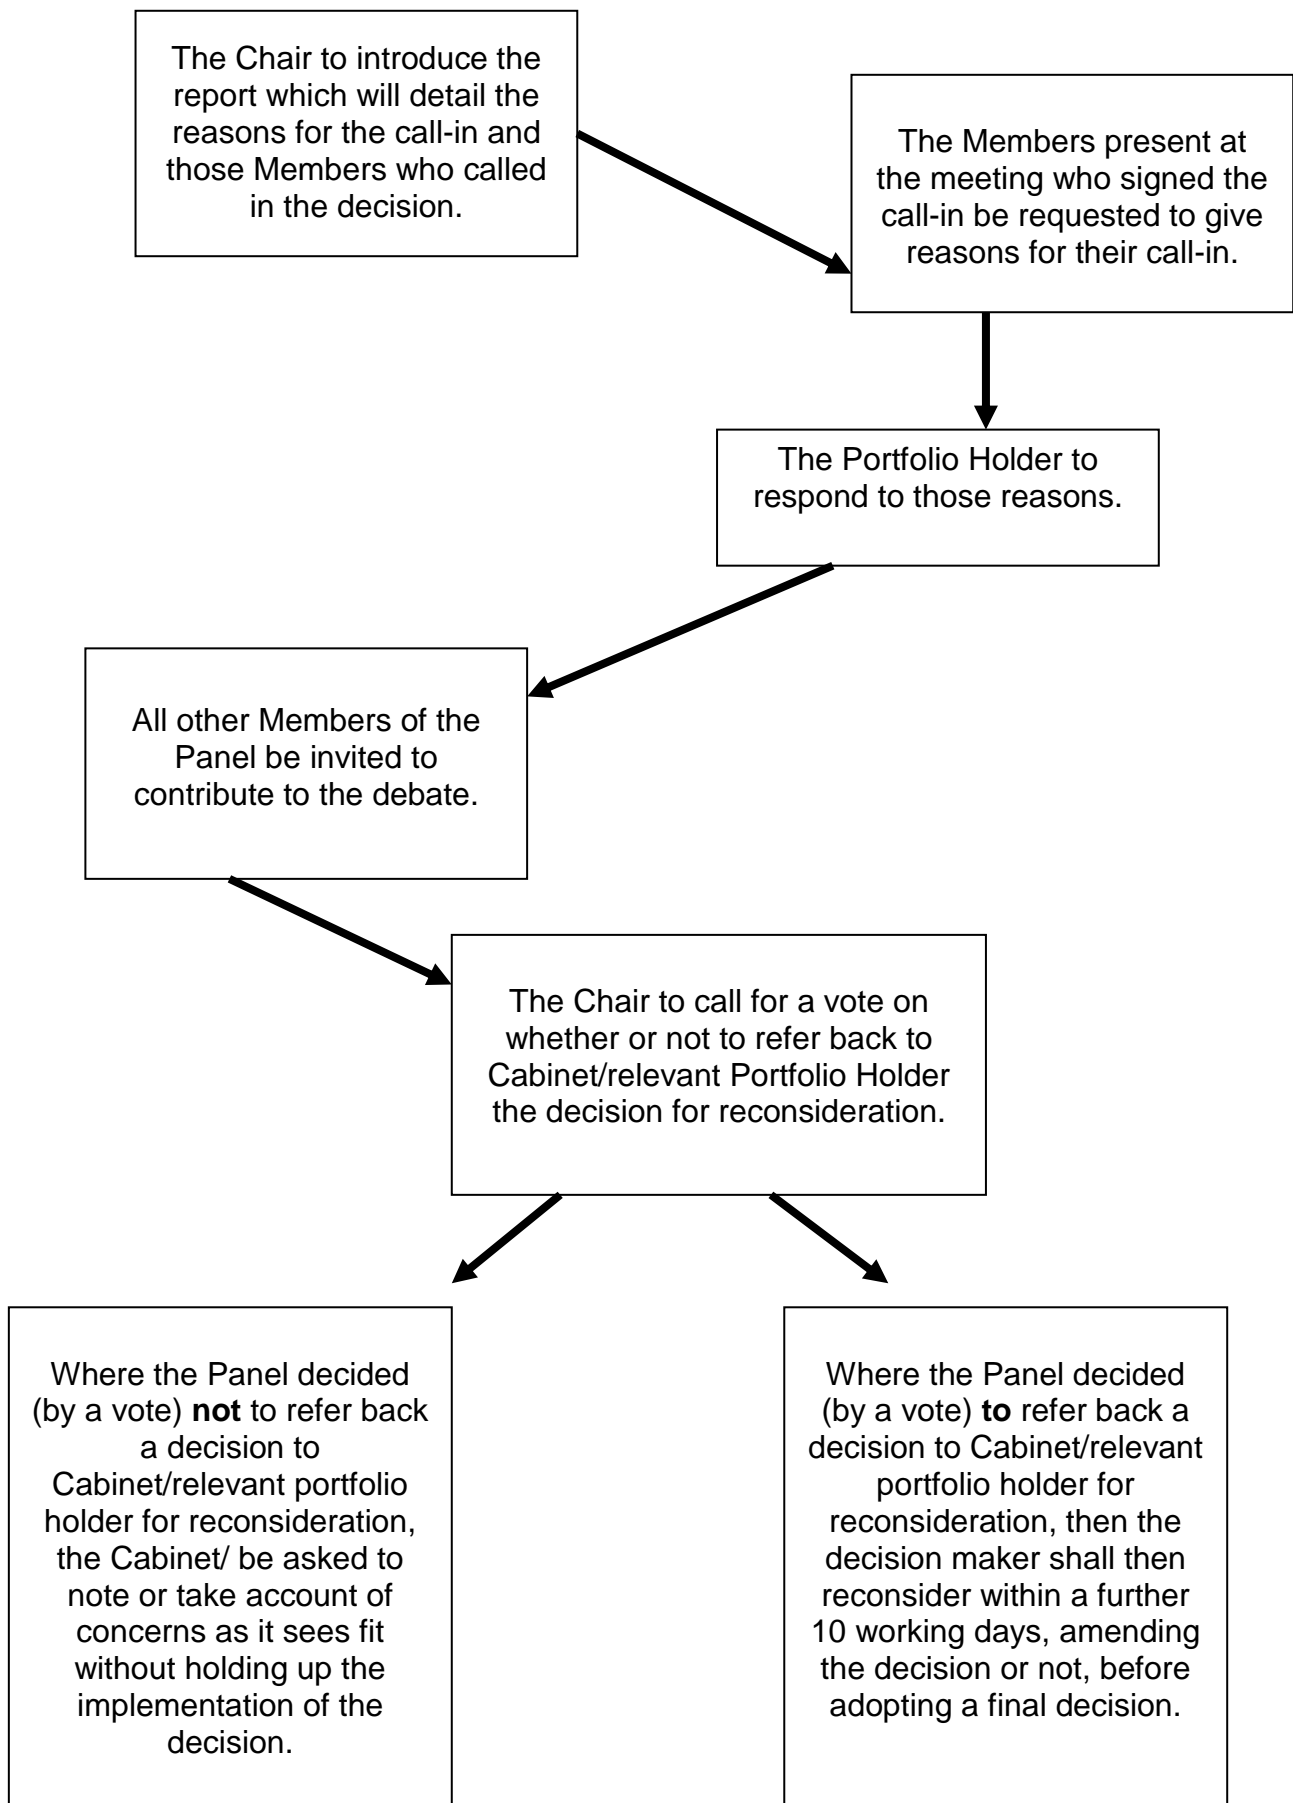 The Chair to introduce the
report which will detail the
reasons for the call-in and
those Members who called
in the decision.
The Members present at
the meeting who signed the
call-in be requested to give
reasons for their call-in.
The Portfolio Holder to
respond to those reasons.
All other Members of the
Panel be invited to
contribute to the debate.
The Chair to call for a vote on
whether or not to refer back to
Cabinet/relevant Portfolio Holder
the decision for reconsideration.
Where the Panel decided
(by a vote) not to refer back
a decision to
Cabinet/relevant portfolio
holder for reconsideration,
the Cabinet/ be asked to
note or take account of
concerns as it sees fit
without holding up the
implementation of the
decision.
Where the Panel decided
(by a vote) to refer back a
decision to Cabinet/relevant
portfolio holder for
reconsideration, then the
decision maker shall then
reconsider within a further
10 working days, amending
the decision or not, before
adopting a final decision.